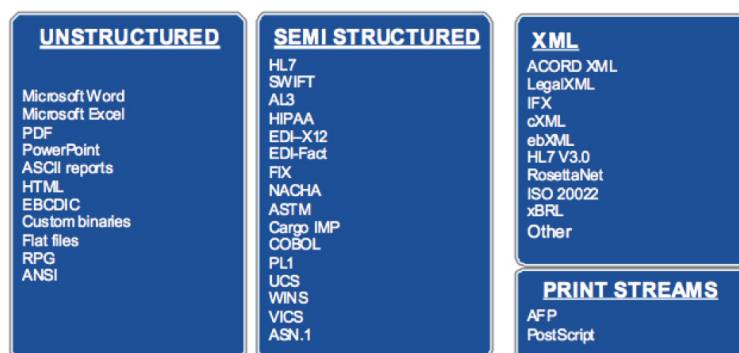 UNSTRUCTURED
Microsoft Word
Microsoft Excel
PDF
PowerPoint
ASCII reports
HTML
EBCDIC
Custom binaries
Flat files
RPG
ANSI
SEMI STRUCTURED
HL7
SWIFT
AL3
HIPAA
EDI–X12
EDI-Fact
FIX
NACHA
ASTM
Cargo IMP
COBOL
PL1
UCS
WINS
VICS
ASN.1
XML
ACORD XML
LegalXML
IFX
cXML
ebXML
HL7 V3.0
RosettaNet
ISO 20022
xBRL
Other
PRINT STREAMS
AFP
PostScript